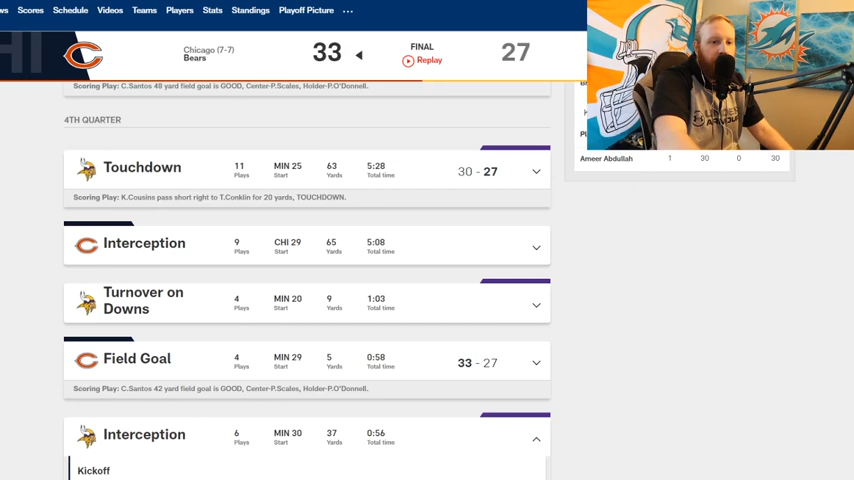 ws Scores Schedule Videos Teams Players Stats Standings Playoff Picture ...
Chicago (7-7)
Bears
33
FINAL
Replay
27
Scoring Play: C.Santos 48 yard field goal is GOOD, Center-P.Scales, Holder-P.O'Donnell.
4TH QUARTER
Touchdown 11 MIN 25 63 5:28 30 - 27
Plays Start Yards Total time
Scoring Play: K.Cousins pass short right to T.Conklin for 20 yards, TOUCHDOWN.
Interception 9 CHI 29 65 5:08
Plays Start Yards Total time
Turnover on Downs 4 MIN 20 9 1:03
Plays Start Yards Total time
Field Goal 4 MIN 29 5 0:58 33 - 27
Plays Start Yards Total time
Scoring Play: C.Santos 42 yard field goal is GOOD, Center-P.Scales, Holder-P.O'Donnell.
Interception 6 MIN 30 37 0:56
Plays Start Yards Total time
Kickoff
Ameer Abdullah 1 30 0 30
UNDER ARMOUR